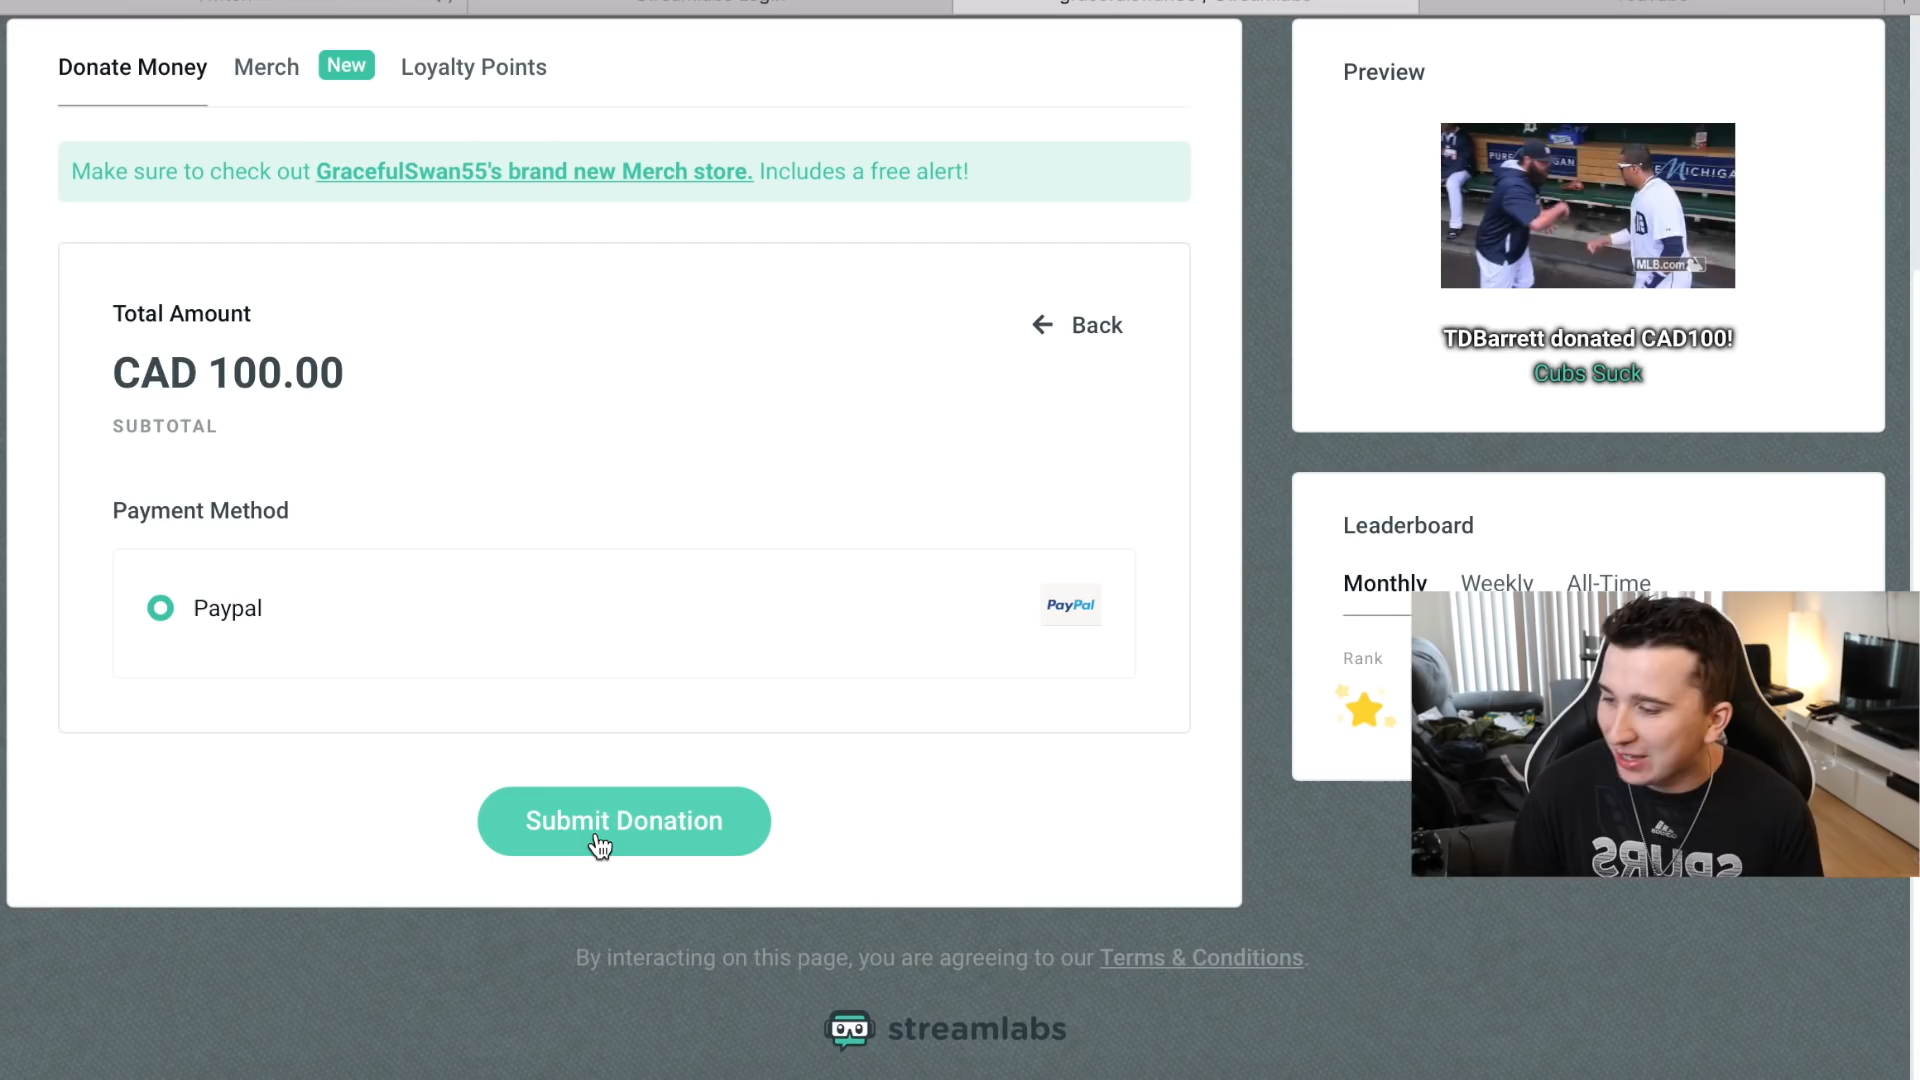 Donate Money Merch New Loyalty Points
Make sure to check out GracefulSwan55's brand new Merch store. Includes a free alert!
Total Amount
Back
CAD 100.00
SUBTOTAL
Payment Method
Paypal
PayPal
Submit Donation
By interacting on this page, you are agreeing to our Terms & Conditions.
streamlabs
Preview
MLB.com
TDBarrett donated CAD100!
Cubs Suck
Leaderboard
Monthly Weekly All-Time
Rank